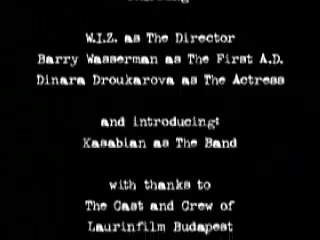 W.I.Z. as The Director
Barry Wasserman as The First A.D.
Dinara Droukarova as The Actress
and introducing:
Kasabian as The Band
with thanks to
The Cast and Crew of
Laurinfilm Budapest